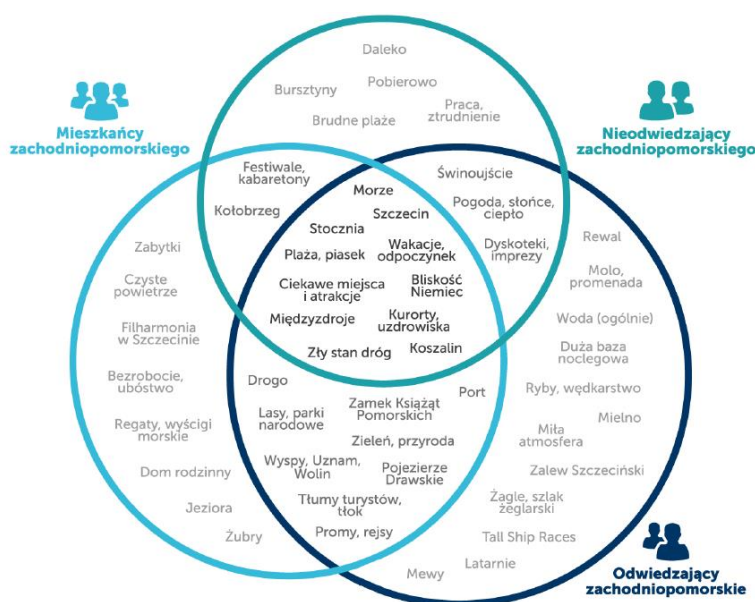 Daleko
Bursztyny
Pobierowo
Brudne plaże
Praca,
ztrudnienie
Mieszkańcy
zachodniopomorskiego
Nieodwiedzający
zachodniopomorskiego
Festiwale,
kabaretony
Kołobrzeg
Morze
Szczecin
Stocznia
Plaża, piasek
Wakacje,
odpoczynek
Ciekawe miejsca
i atrakcje
Bliskość
Niemiec
Międzyzdroje
Kurorty,
uzdrowiska
Zły stan dróg
Koszalin
Świnoujście
Pogoda, słońce,
ciepło
Dyskoteki,
imprezy
Zabytki
Czyste
powietrze
Filharmonia
w Szczecinie
Bezrobocie,
ubóstwo
Regaty, wyścigi
morskie
Dom rodzinny
Jeziora
Żubry
Drogo
Port
Lasy, parki
narodowe
Zamek Książąt
Pomorskich
Zieleń, przyroda
Wyspy, Uznam,
Wolin
Pojezierze
Drawskie
Tłumy turystów,
tłok
Promy, rejsy
Rewal
Molo,
promenada
Woda (ogólnie)
Duża baza
noclegowa
Ryby, wędkarstwo
Mielno
Miła
atmosfera
Zalew Szczeciński
Żagle, szlak
żeglarski
Tall Ship Races
Latarnie
Mewy
Odwiedzający
zachodniopomorskie